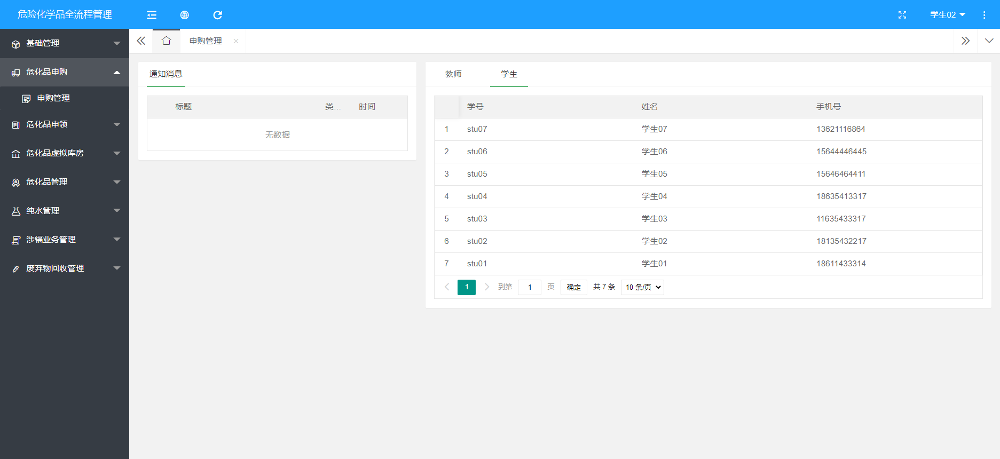 危险化学品全流程管理
学生02
基础管理
危化品申购
申购管理
危化品申领
危化品虚拟库房
危化品管理
纯水管理
涉辐业务管理
废弃物回收管理
申购管理
通知消息
标题 类... 时间
无数据
教师 学生
学号 姓名 手机号
1 stu07 学生07 13621116864
2 stu06 学生06 15644446445
3 stu05 学生05 15646464411
4 stu04 学生04 18635413317
5 stu03 学生03 11635433317
6 stu02 学生02 18135432217
7 stu01 学生01 18611433314
1 到第 1 页 确定 共 7 条 10 条/页